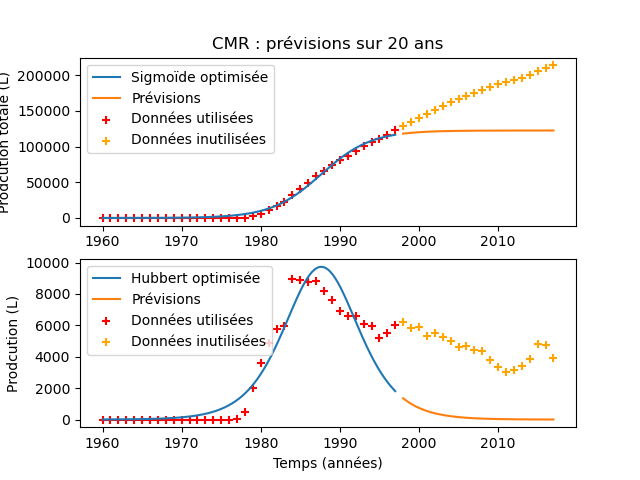 CMR : prévisions sur 20 ans
Prodcution totale (L)
200000
150000
100000
50000
0
Sigmoïde optimisée
Prévisions
Données utilisées
Données inutilisées
1960 1970 1980 1990 2000 2010
Prodcution (L)
10000
8000
6000
4000
2000
0
Hubbert optimisée
Prévisions
Données utilisées
Données inutilisées
1960 1970 1980 1990 2000 2010
Temps (années)